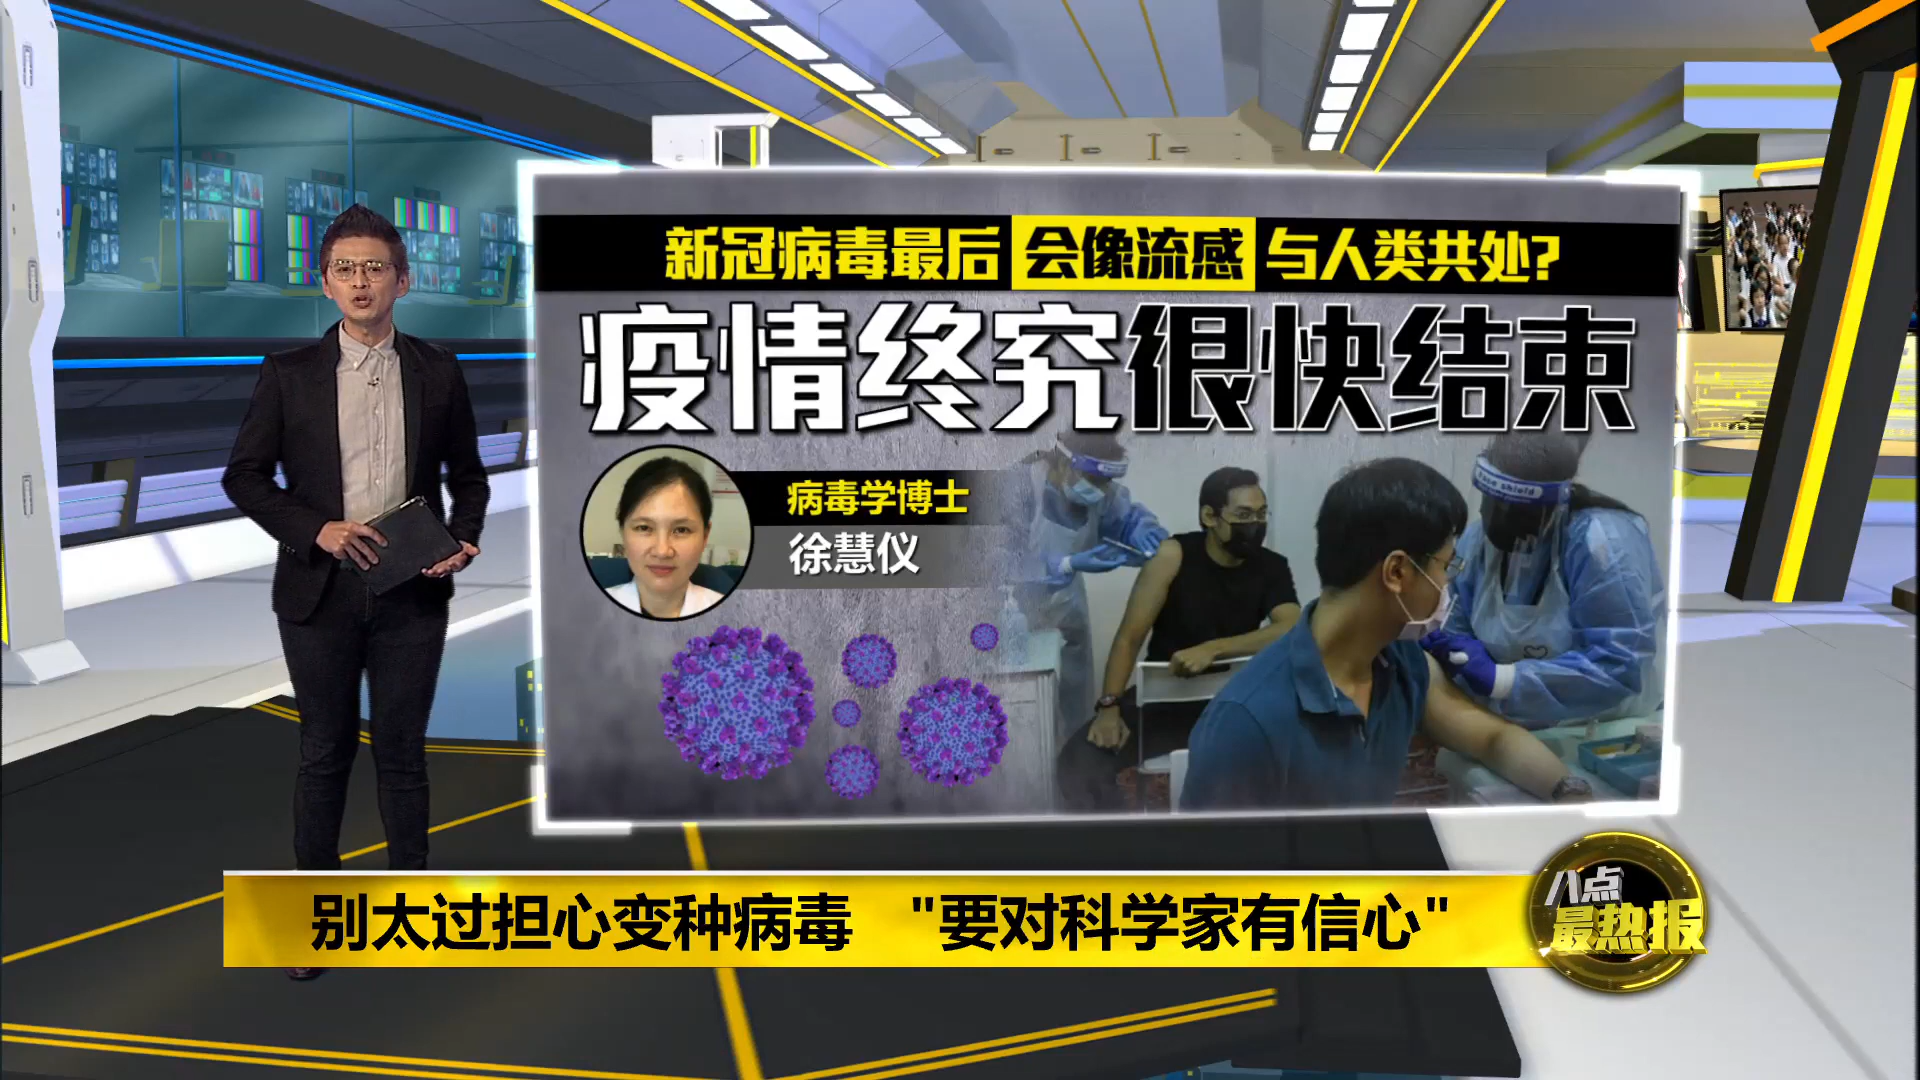 新冠病毒最后会像流感与人类共处?
疫情终究很快结束
病毒学博士
徐慧仪
Face shield
别太过担心变种病毒 "要对科学家有信心"
八点
最热报